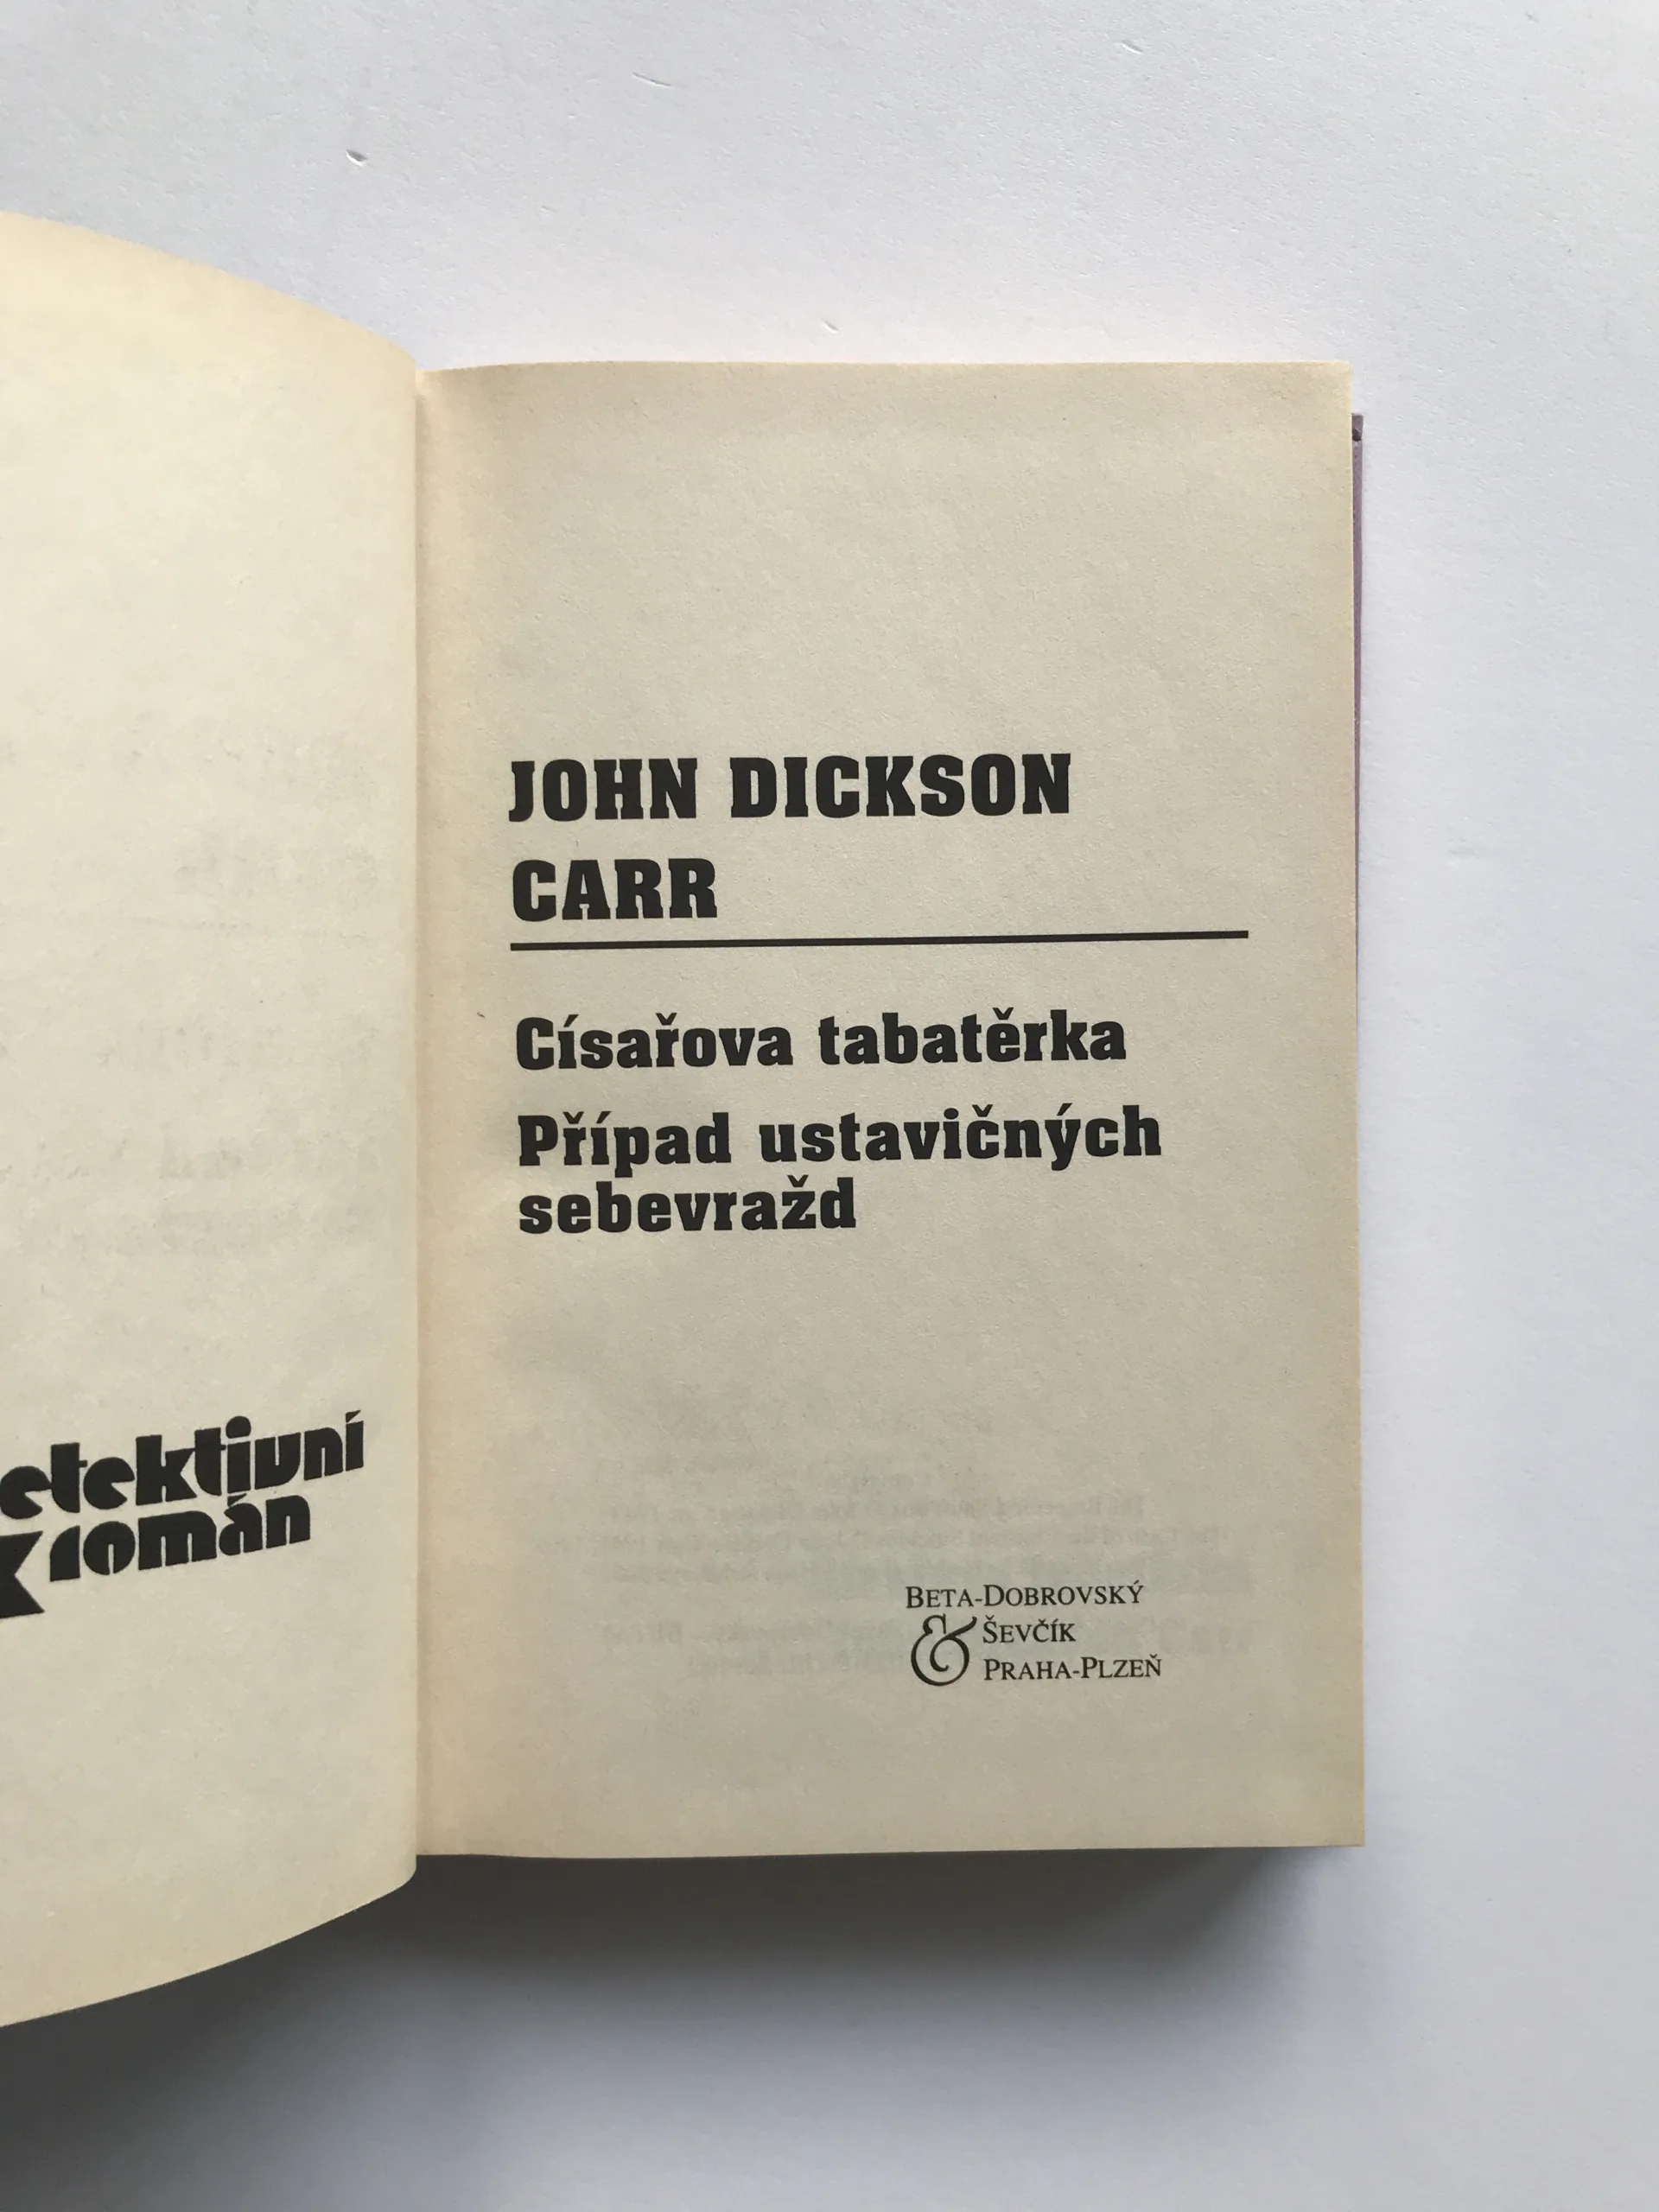 etektivní
román
JOHN DICKSON
CARR
Císařova tabatěrka
Případ ustavičných
sebevražd
BETA-DOBROVSKÝ
& ŠEVČÍK
PRAHA-PLZEŇ